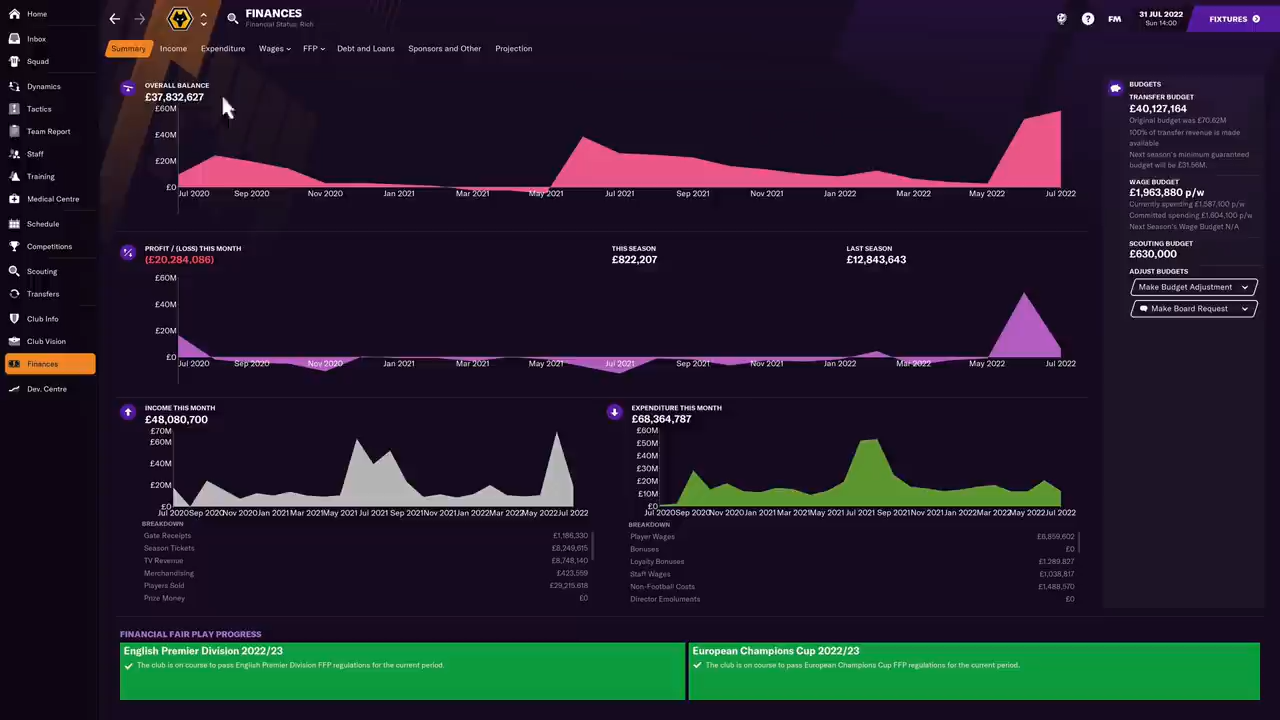 Home
Inbox
Squad
Dynamics
Tactics
Team Report
Staff
Training
Medical Centre
Schedule
Competitions
Scouting
Transfers
Club Info
Club Vision
Finances
Dev. Centre
FINANCES
Financial Status: Rich
FM
31 JUL 2022
Sun 14:00
FIXTURES
Summary Income Expenditure Wages FFP Debt and Loans Sponsors and Other Projection
OVERALL BALANCE
£37,832,627
£60M
£40M
£20M
£0
Jul 2020 Sep 2020 Nov 2020 Jan 2021 Mar 2021 May 2021 Jul 2021 Sep 2021 Nov 2021 Jan 2022 Mar 2022 May 2022 Jul 2022
PROFIT / (LOSS) THIS MONTH
(£20,284,086)
THIS SEASON
£822,207
LAST SEASON
£12,843,643
£60M
£40M
£20M
£0
Jul 2020 Sep 2020 Nov 2020 Jan 2021 Mar 2021 May 2021 Jul 2021 Sep 2021 Nov 2021 Jan 2022 Mar 2022 May 2022 Jul 2022
INCOME THIS MONTH
£48,080,700
£70M
£60M
£40M
£20M
£0
Jul 2020 Sep 2020 Nov 2020 Jan 2021 Mar 2021 May 2021 Jul 2021 Sep 2021 Nov 2021 Jan 2022 Mar 2022 May 2022 Jul 2022
BREAKDOWN
Gate Receipts £1,186,330
Season Tickets £8,249,615
TV Revenue £8,748,140
Merchandising £423,559
Players Sold £29,215,618
Prize Money £0
EXPENDITURE THIS MONTH
£68,364,787
£60M
£50M
£40M
£30M
£20M
£10M
£0
Jul 2020 Sep 2020 Nov 2020 Jan 2021 Mar 2021 May 2021 Jul 2021 Sep 2021 Nov 2021 Jan 2022 Mar 2022 May 2022 Jul 2022
BREAKDOWN
Player Wages £6,859,602
Bonuses £0
Loyalty Bonuses £1,289,827
Staff Wages £1,038,817
Non-Football Costs £1,488,570
Director Emoluments £0
BUDGETS
TRANSFER BUDGET
£40,127,164
Original budget was £70.62M
100% of transfer revenue is made
available
Next season's minimum guaranteed
budget will be £31.56M.
WAGE BUDGET
£1,963,880 p/w
Currently spending £1,587,100 p/w
Committed spending £1,604,100 p/w
Next Season's Wage Budget N/A
SCOUTING BUDGET
£630,000
ADJUST BUDGETS
Make Budget Adjustment
Make Board Request
FINANCIAL FAIR PLAY PROGRESS
English Premier Division 2022/23
The club is on course to pass English Premier Division FFP regulations for the current period.
European Champions Cup 2022/23
The club is on course to pass European Champions Cup FFP regulations for the current period.